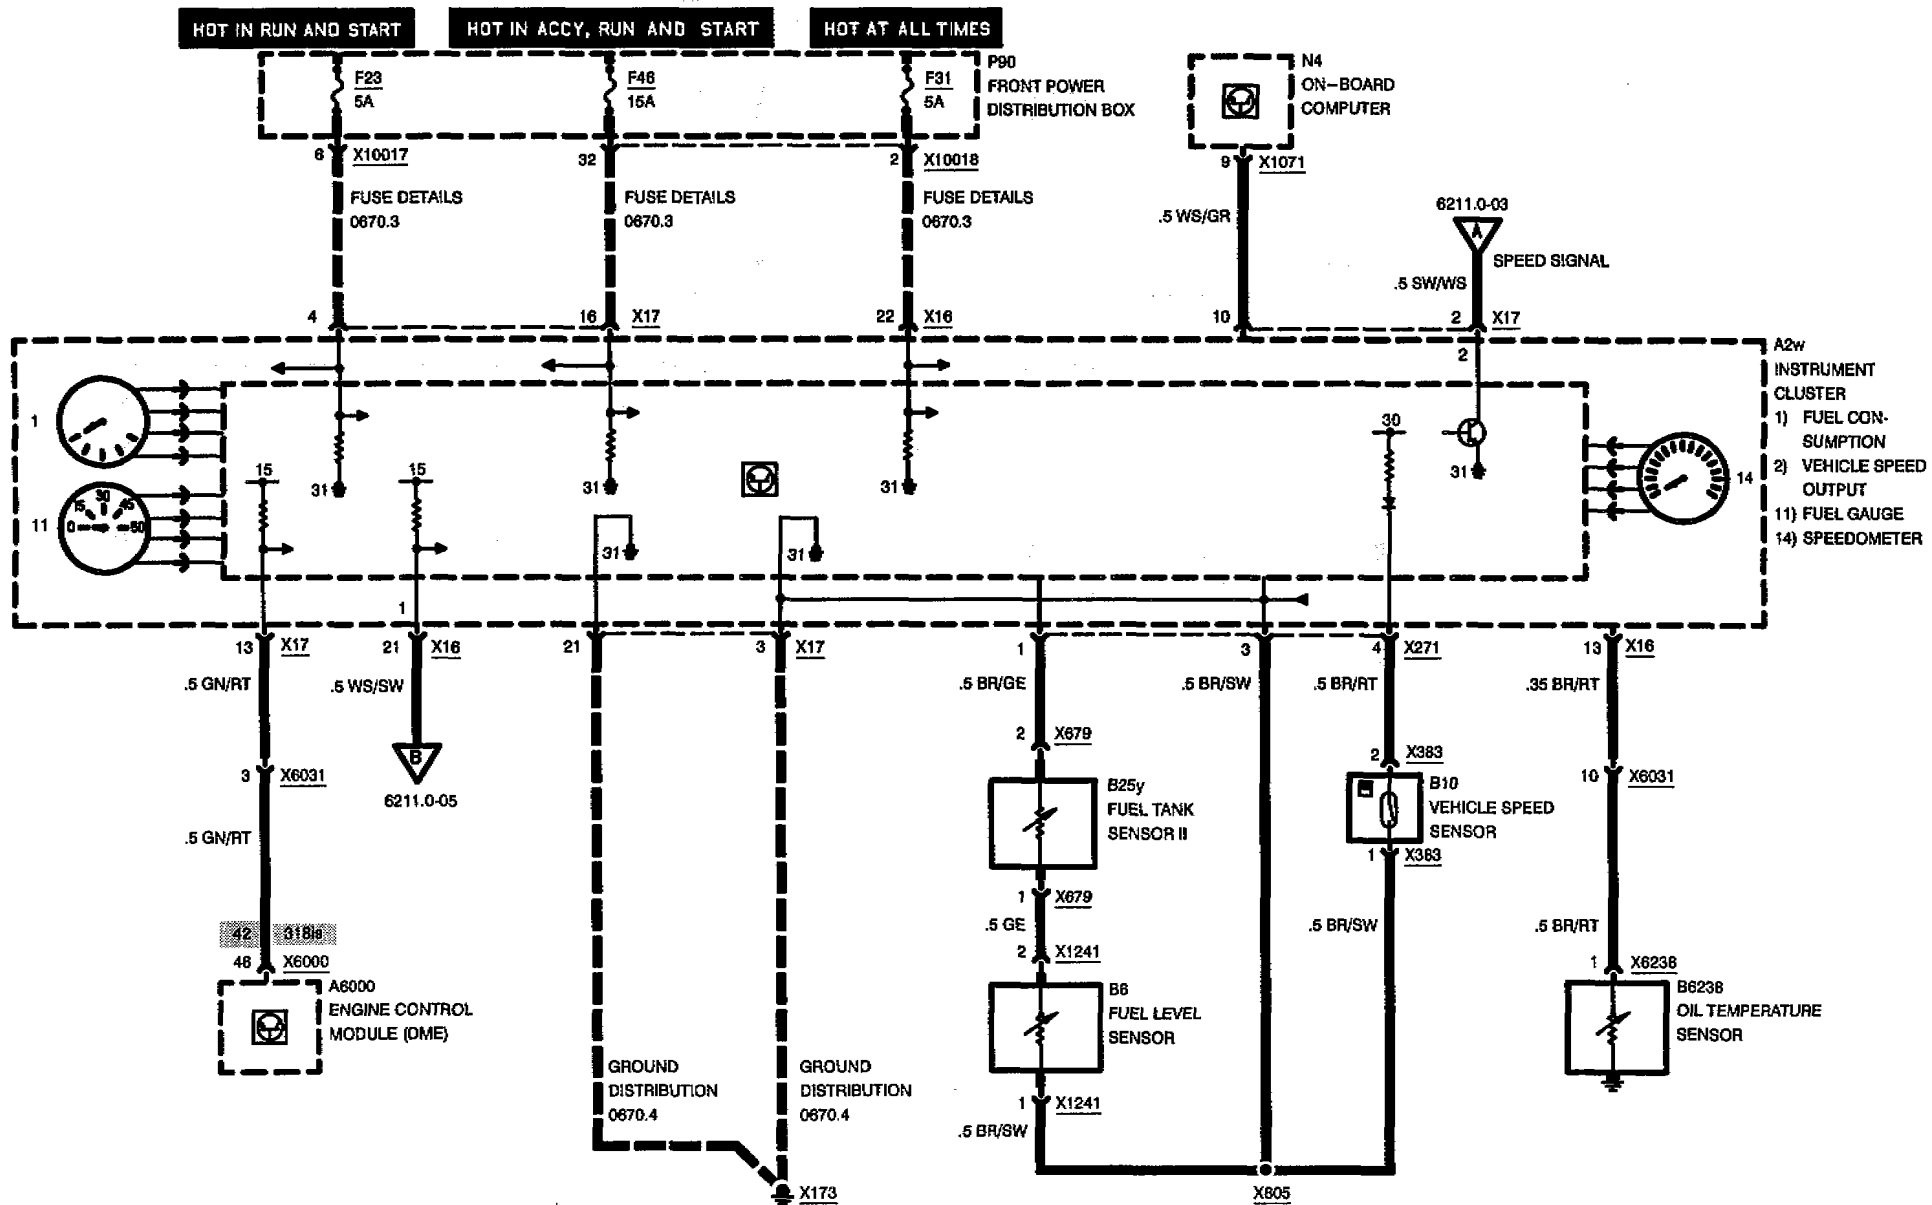 HOT IN RUN AND START
HOT IN ACCY, RUN AND START
HOT AT ALL TIMES
F23
5A
F46
15A
F31
5A
P90
FRONT POWER
DISTRIBUTION BOX
N4
ON-BOARD
COMPUTER
6
X10017
32
2
X10018
9
X1071
FUSE DETAILS
0670.3
FUSE DETAILS
0670.3
FUSE DETAILS
0670.3
.5 WS/GR
6211.0-03
A
SPEED SIGNAL
.5 SW/WS
4
16
X17
22
X16
10
2
X17
2
A2w
INSTRUMENT
CLUSTER
1) FUEL CON-
SUMPTION
2) VEHICLE SPEED
OUTPUT
11) FUEL GAUGE
14) SPEEDOMETER
1
11
0 15 30 45 50
15
31
15
31
31
30
31
14
31
31
1
13
X17
21
X16
21
3
X17
1
3
4
X271
13
X16
.5 GN/RT
.5 WS/SW
.5 BR/GE
.5 BR/SW
.5 BR/RT
.35 BR/RT
B
6211.0-05
2
X679
2
X383
3
X6031
10
X6031
B25y
FUEL TANK
SENSOR II
B10
VEHICLE SPEED
SENSOR
.5 GN/RT
1
X383
1
X679
.5 GE
.5 BR/SW
.5 BR/RT
42
318is
46
X6000
2
X1241
1
X6238
A6000
ENGINE CONTROL
MODULE (DME)
B6
FUEL LEVEL
SENSOR
B6238
OIL TEMPERATURE
SENSOR
GROUND
DISTRIBUTION
0670.4
GROUND
DISTRIBUTION
0670.4
1
X1241
.5 BR/SW
X173
X805